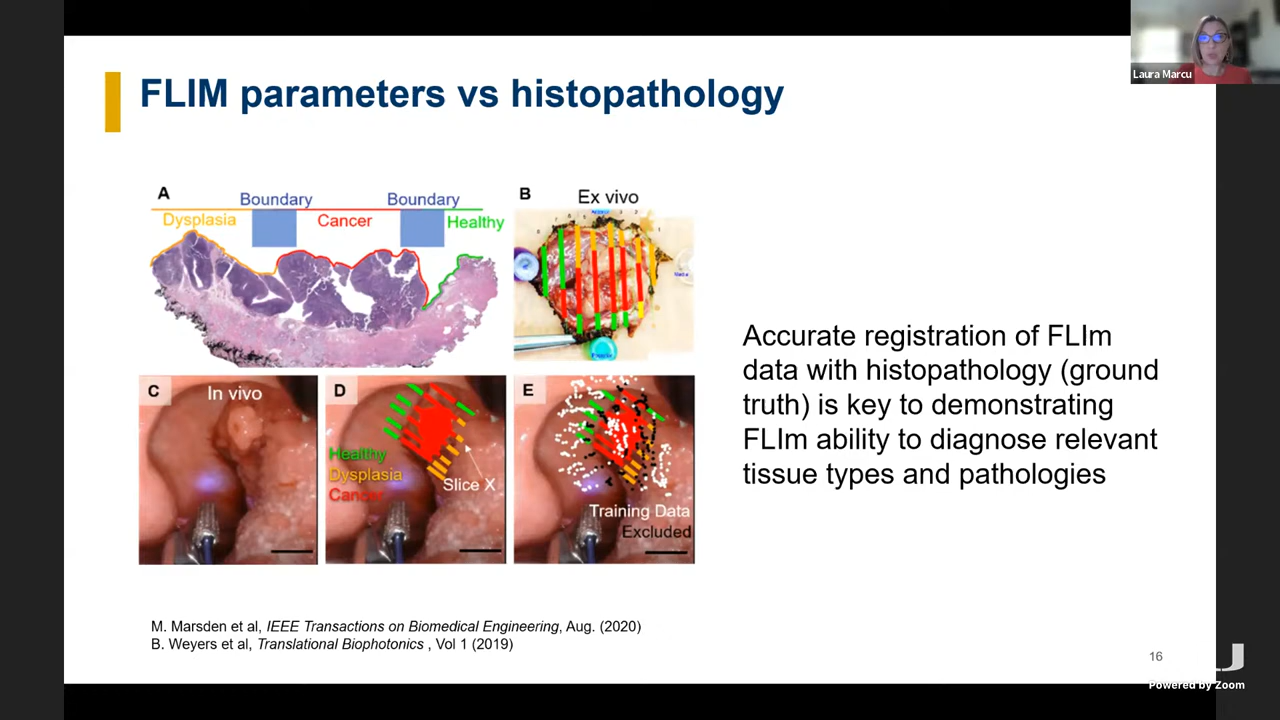 Laura Marcu
FLIM parameters vs histopathology
A
Boundary
Boundary
Dysplasia
Cancer
Healthy
B
Ex vivo
C
In vivo
D
Healthy
Dysplasia
Cancer
Slice X
E
Training Data
Excluded
Accurate registration of FLIm
data with histopathology (ground
truth) is key to demonstrating
FLIm ability to diagnose relevant
tissue types and pathologies
M. Marsden et al, IEEE Transactions on Biomedical Engineering, Aug. (2020)
B. Weyers et al, Translational Biophotonics , Vol 1 (2019)
16
Powered by Zoom